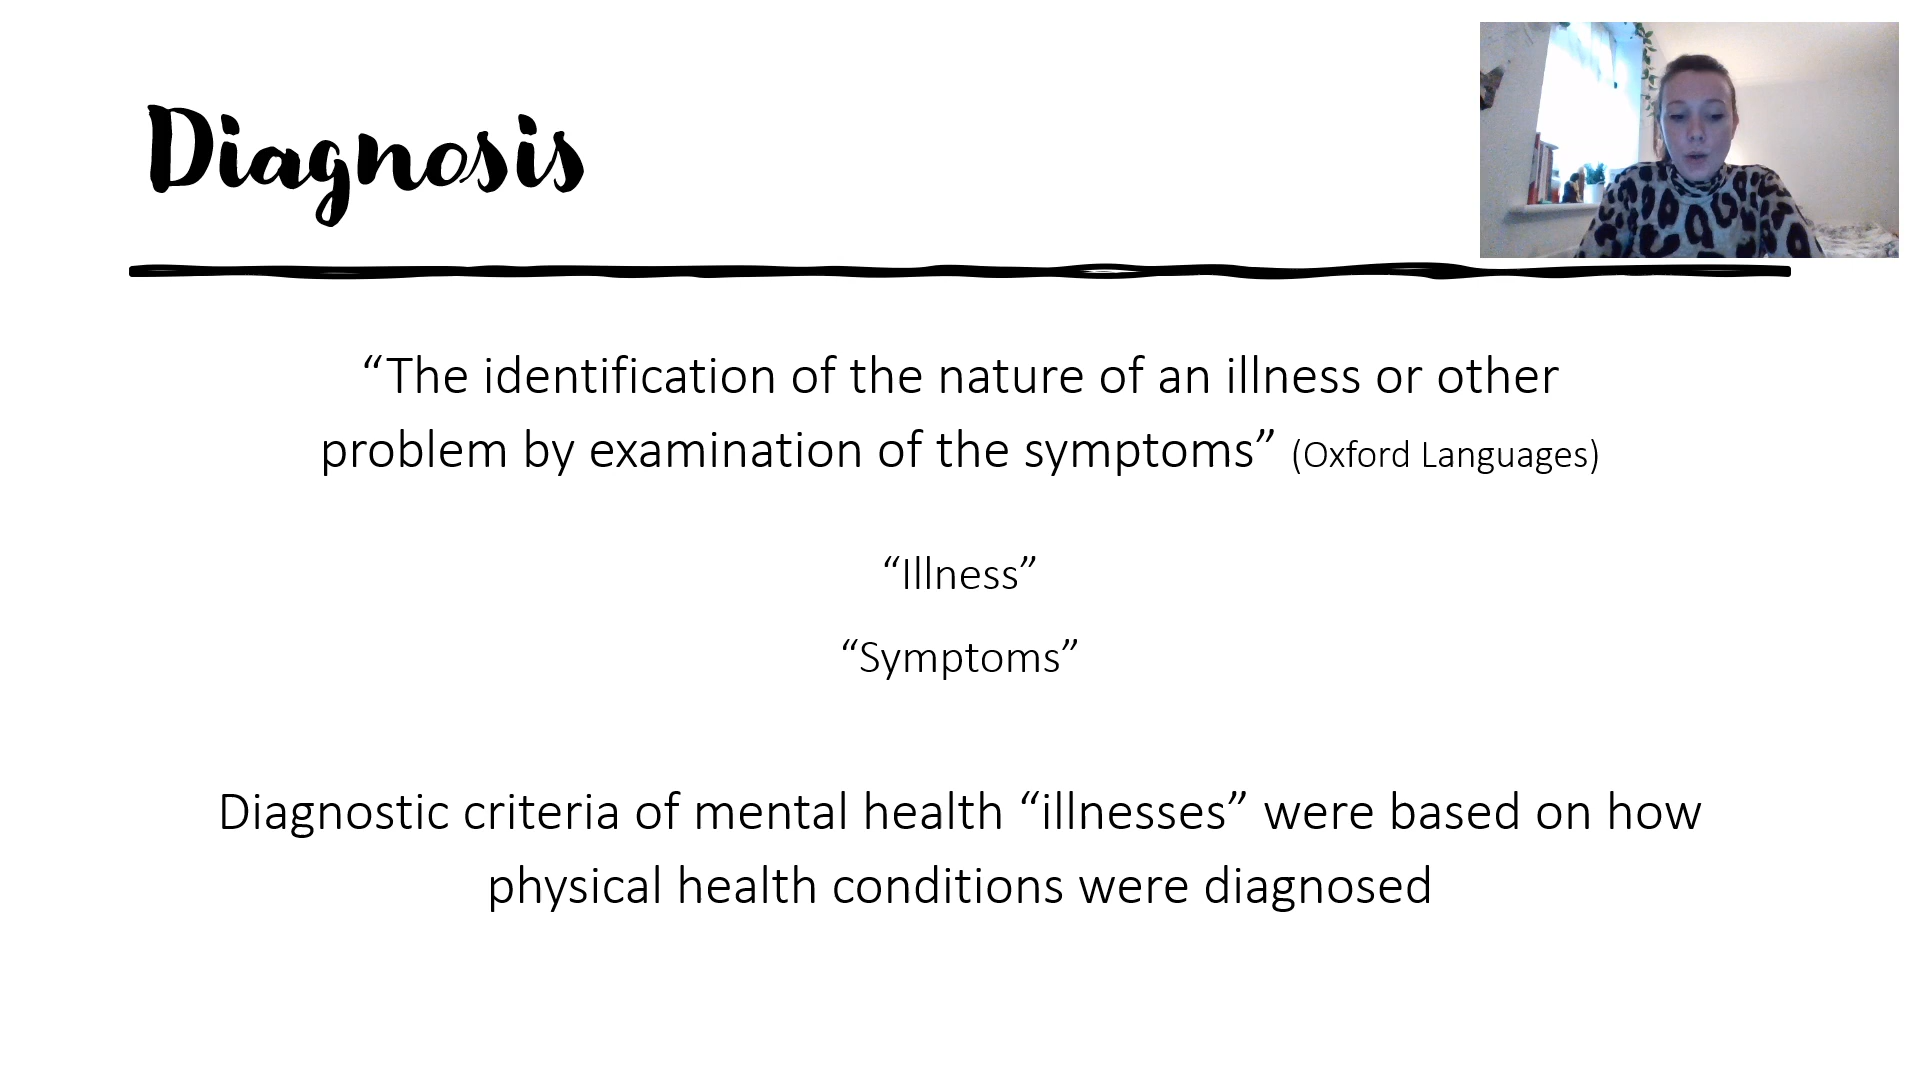 Diagnosis
“The identification of the nature of an illness or other
problem by examination of the symptoms” (Oxford Languages)
“Illness”
“Symptoms”
Diagnostic criteria of mental health “illnesses” were based on how
physical health conditions were diagnosed